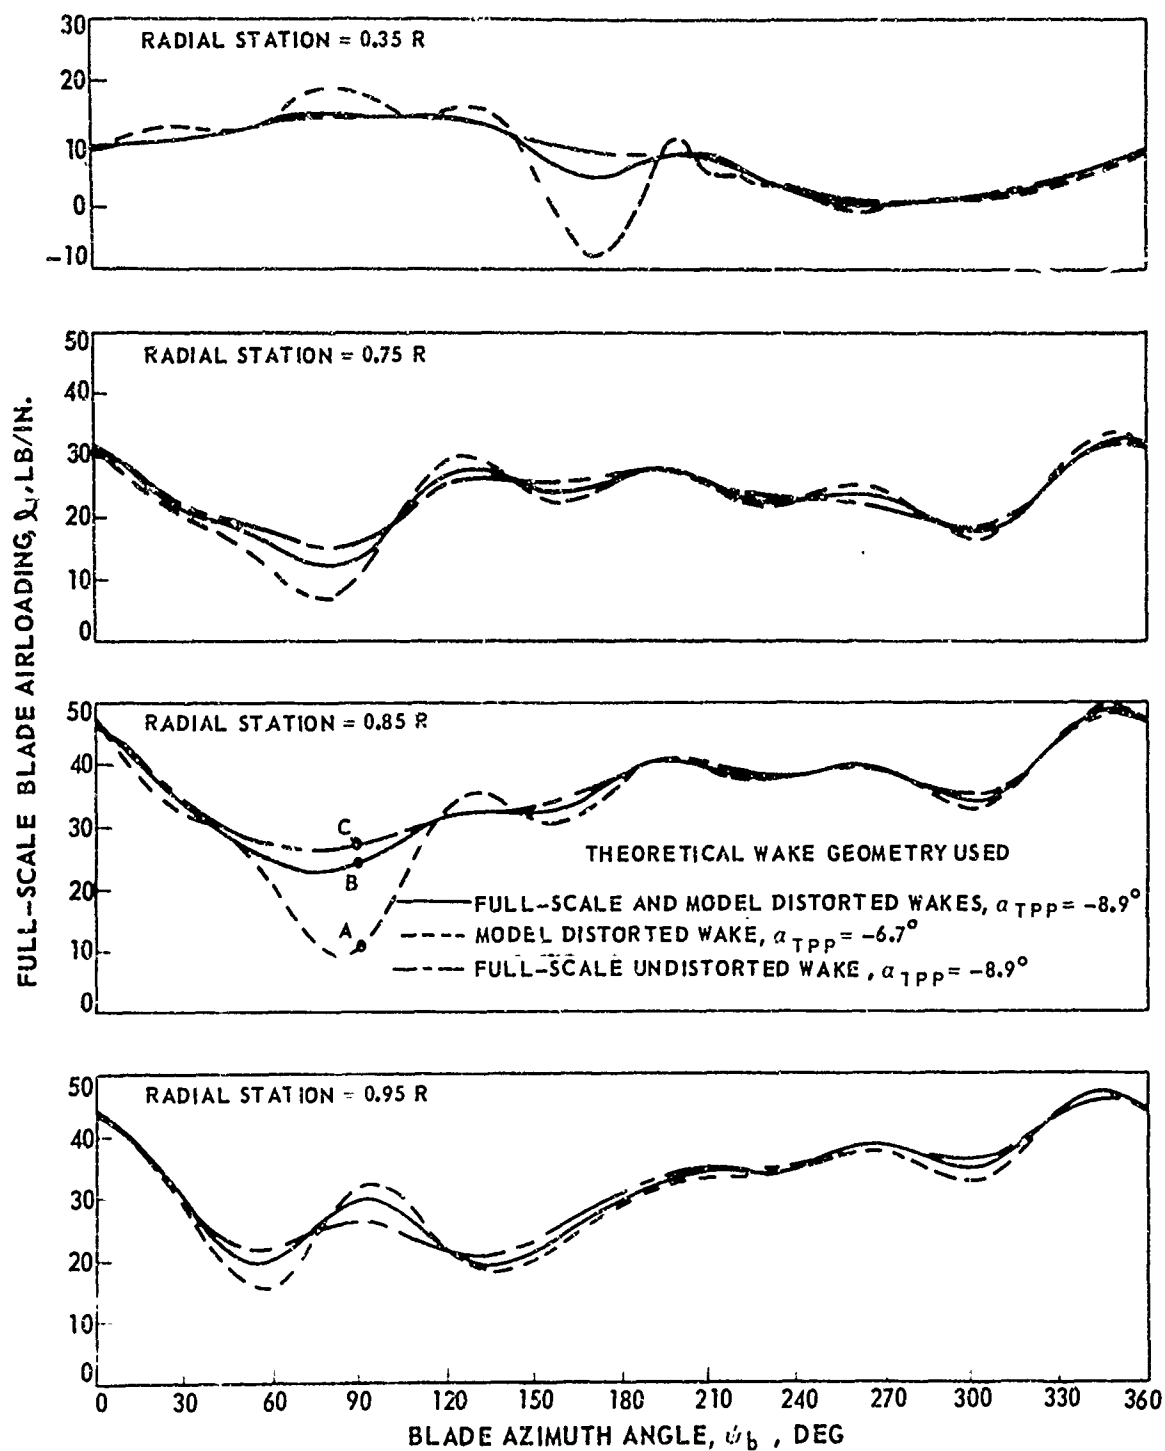 30
RADIAL STATION = 0.35 R
20
10
0
-10
50
RADIAL STATION = 0.75 R
40
30
20
10
0
FULL-SCALE BLADE AIRLOADING, ℓ, LB/IN.
50
RADIAL STATION = 0.85 R
40
30
C
B
THEORETICAL WAKE GEOMETRY USED
20
FULL-SCALE AND MODEL DISTORTED WAKES, α TPP = -8.9°
A
MODEL DISTORTED WAKE, α TPP = -6.7°
10
FULL-SCALE UNDISTORTED WAKE, α TPP = -8.9°
0
50
RADIAL STATION = 0.95 R
40
30
20
10
0
0 30 60 90 120 150 180 210 240 270 300 330 360
BLADE AZIMUTH ANGLE, ψb , DEG